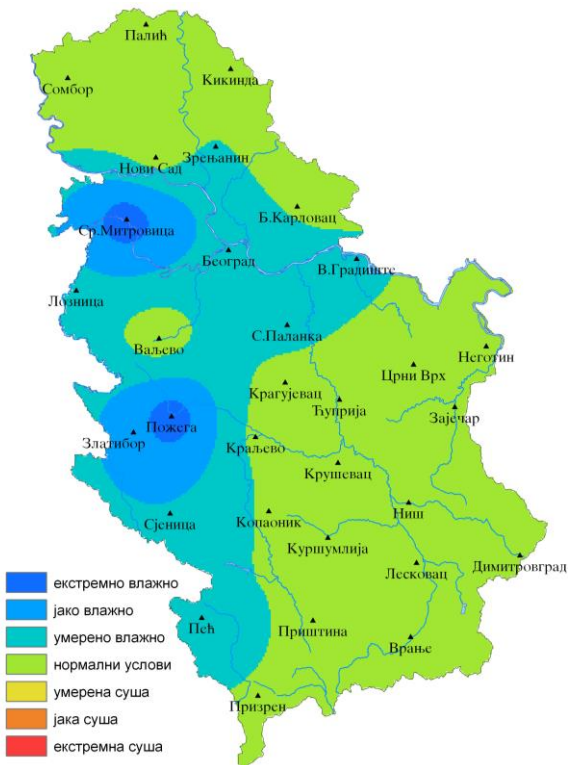 Палић
Кикинда
Сомбор
Зрењанин
Нови Сад
Б.Карловац
Ср.Митровица
Београд
В.Градиште
Лозница
С.Паланка
Ваљево
Неготин
Црни Врх
Крагујевац
Ћуприја
Зајечар
Пожега
Златибор
Краљево
Крушевац
Сјеница
Копаоник
Ниш
Куршумлија
Димитровград
Лесковац
Пећ
Приштина
Врање
Призрен
екстремно влажно
јако влажно
умерено влажно
нормални услови
умерена суша
јака суша
екстремна суша